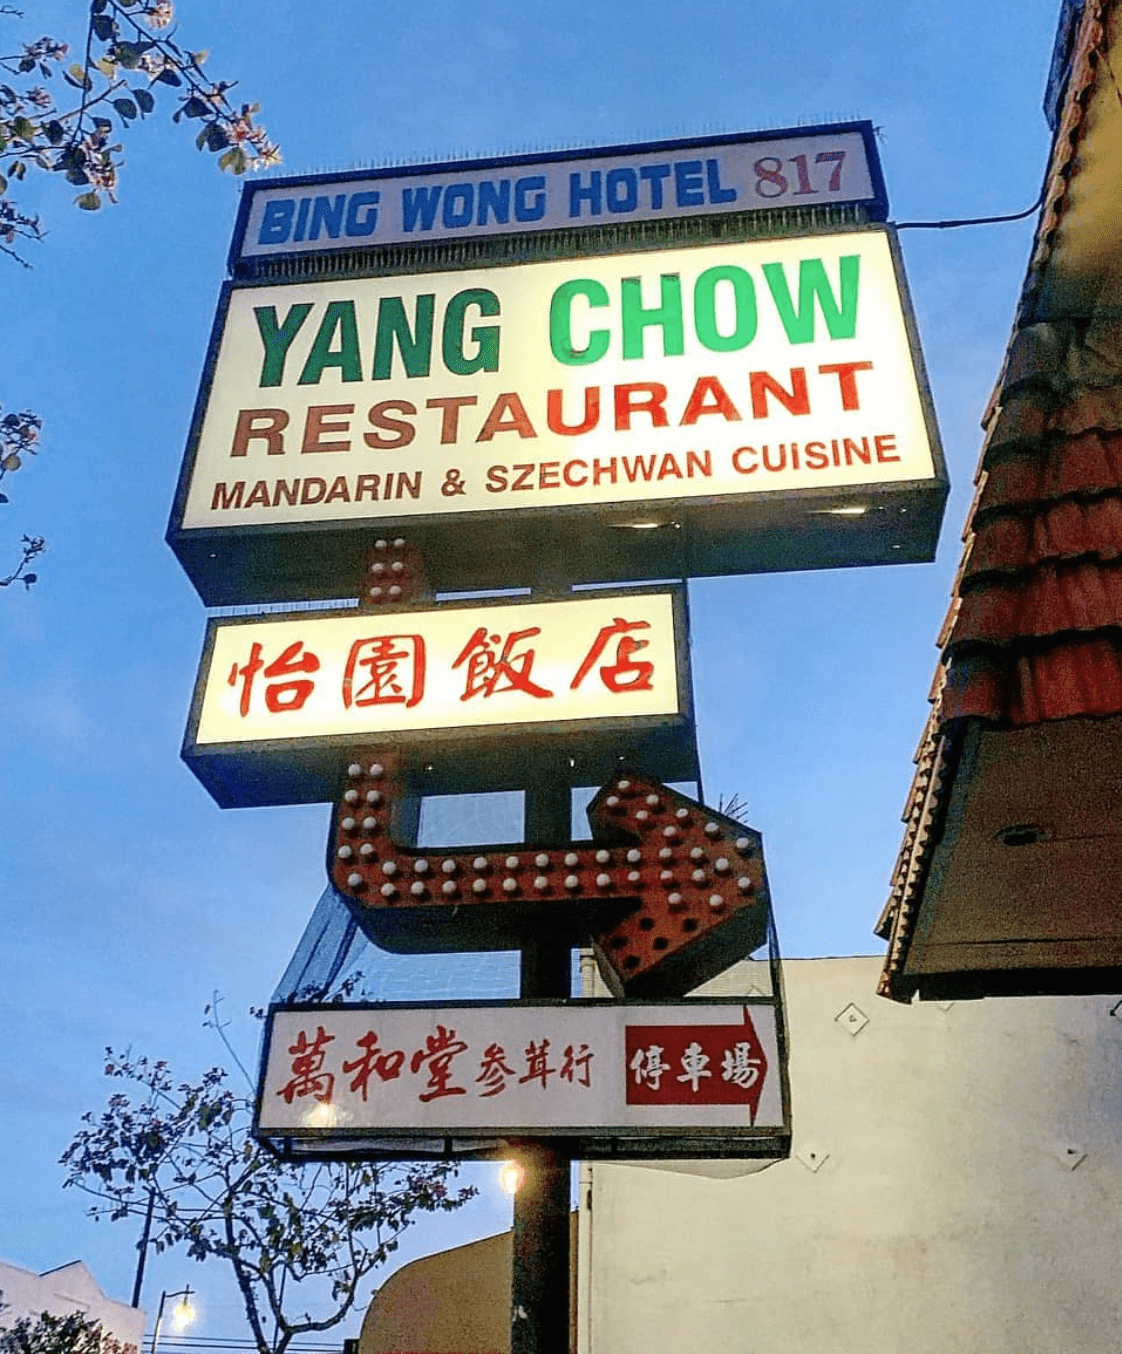 BING WONG HOTEL 817
YANG CHOW
RESTAURANT
MANDARIN & SZECHWAN CUISINE
怡園飯店
萬和堂參茸行 停車場